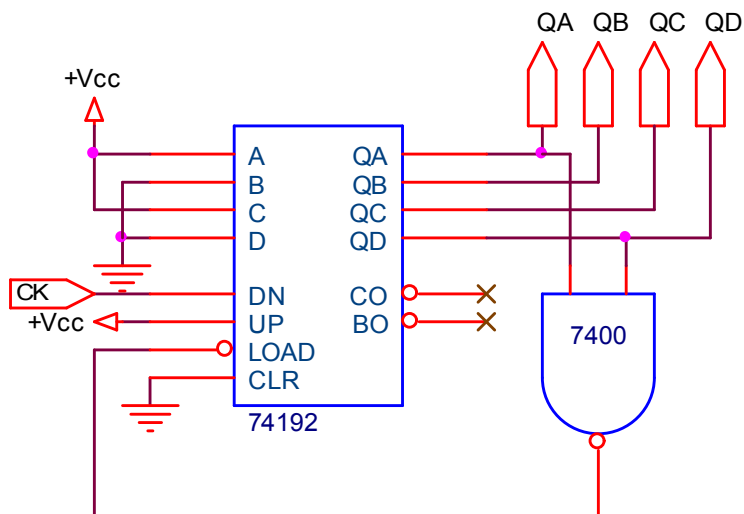 QA QB QC QD
+Vcc
A QA
B QB
C QC
D QD
CK
DN CO
+Vcc
UP BO
LOAD
CLR
7400
74192